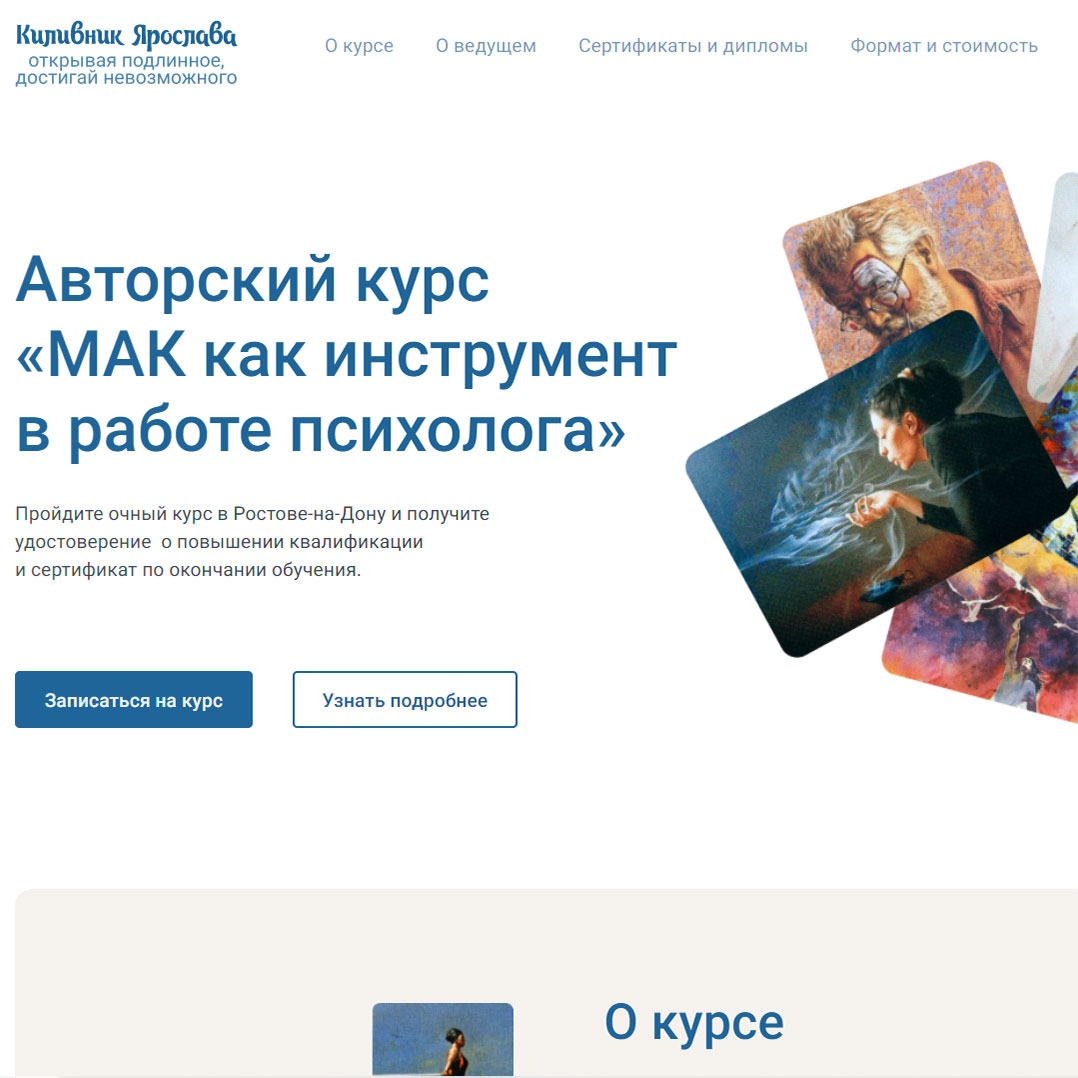 Киливник Ярослава
открывая подлинное,
достигай невозможного
О курсе
О ведущем
Сертификаты и дипломы
Формат и стоимость
Авторский курс
«МАК как инструмент
в работе психолога»
Пройдите очный курс в Ростове-на-Дону и получите
удостоверение  о повышении квалификации
и сертификат по окончании обучения.
Записаться на курс
Узнать подробнее
О курсе